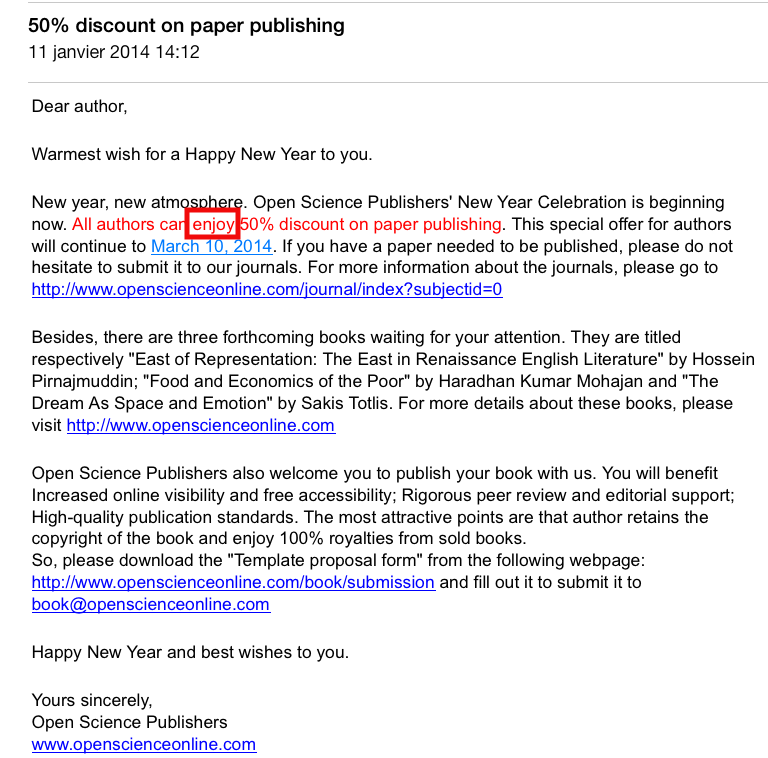 50% discount on paper publishing
11 janvier 2014 14:12
Dear author,
Warmest wish for a Happy New Year to you.
New year, new atmosphere. Open Science Publishers' New Year Celebration is beginning
now. All authors can enjoy 50% discount on paper publishing. This special offer for authors
will continue to March 10, 2014. If you have a paper needed to be published, please do not
hesitate to submit it to our journals. For more information about the journals, please go to
http://www.openscienceonline.com/journal/index?subjectid=0
Besides, there are three forthcoming books waiting for your attention. They are titled
respectively "East of Representation: The East in Renaissance English Literature" by Hossein
Pirnajmuddin; "Food and Economics of the Poor" by Haradhan Kumar Mohajan and "The
Dream As Space and Emotion" by Sakis Totlis. For more details about these books, please
visit http://www.openscienceonline.com
Open Science Publishers also welcome you to publish your book with us. You will benefit
Increased online visibility and free accessibility; Rigorous peer review and editorial support;
High-quality publication standards. The most attractive points are that author retains the
copyright of the book and enjoy 100% royalties from sold books.
So, please download the "Template proposal form" from the following webpage:
http://www.openscienceonline.com/book/submission and fill out it to submit it to
book@openscienceonline.com
Happy New Year and best wishes to you.
Yours sincerely,
Open Science Publishers
www.openscienceonline.com